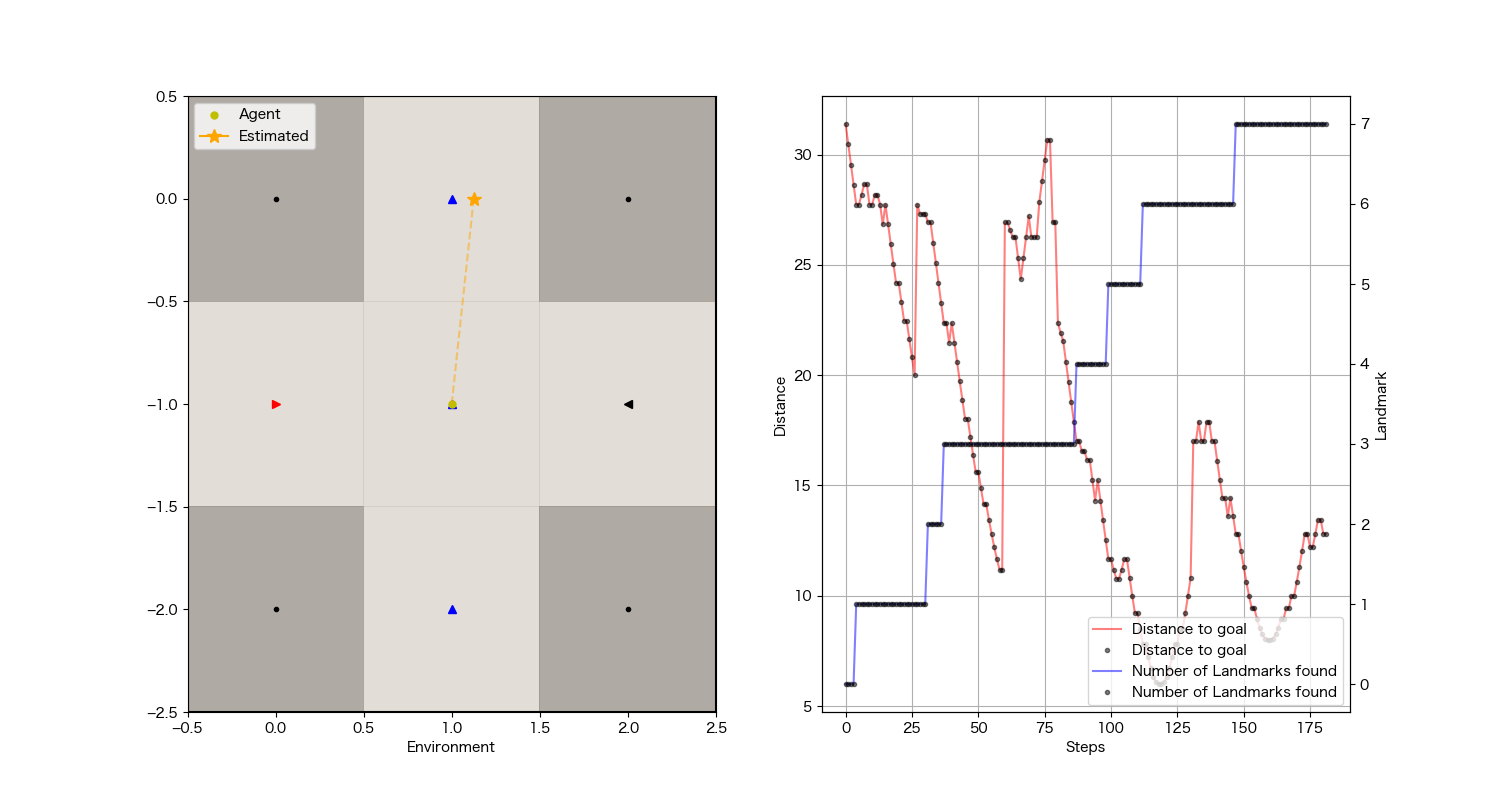 Agent
Estimated
0.5
0.0
−0.5
−1.0
−1.5
−2.0
−2.5
−0.5 0.0 0.5 1.0 1.5 2.0 2.5
Environment
Distance
30
25
20
15
10
5
0 25 50 75 100 125 150 175
Steps
7
6
5
4
3
2
1
0
Landmark
Distance to goal
Distance to goal
Number of Landmarks found
Number of Landmarks found